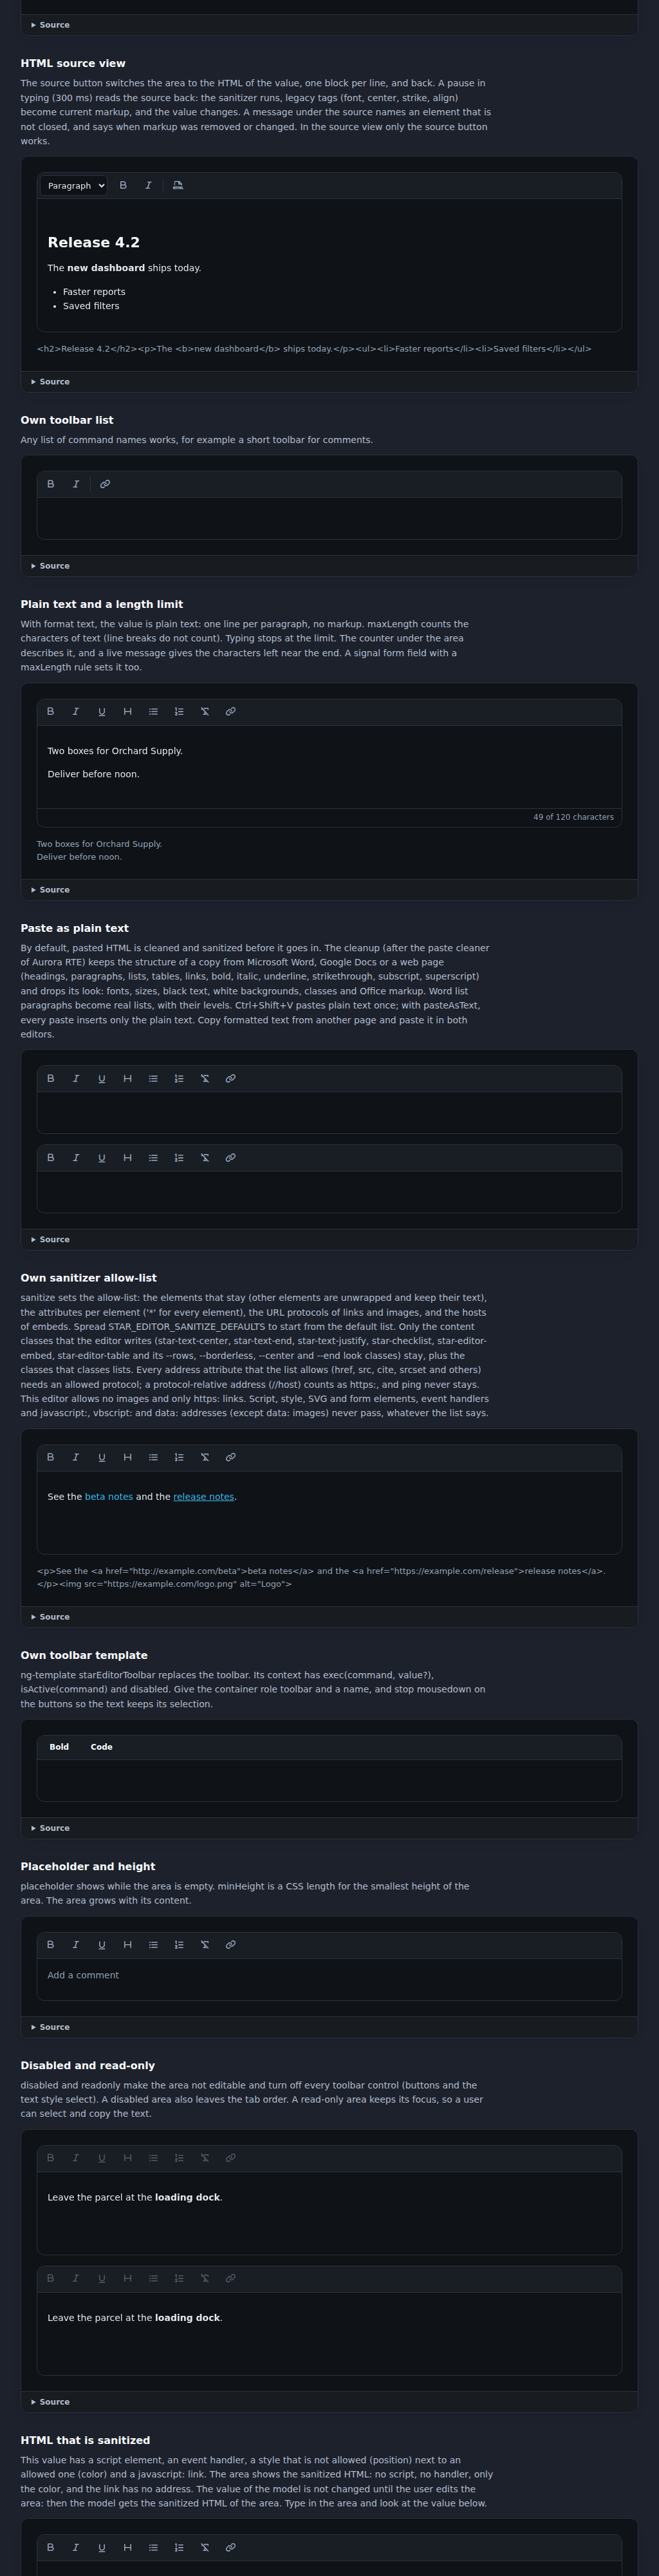 Source
HTML source view
The source button switches the area to the HTML of the value, one block per line, and back. A pause in
typing (300 ms) reads the source back: the sanitizer runs, legacy tags (font, center, strike, align)
become current markup, and the value changes. A message under the source names an element that is
not closed, and says when markup was removed or changed. In the source view only the source button
works.
Paragraph B I HTML
Release 4.2
The new dashboard ships today.
• Faster reports
• Saved filters
<h2>Release 4.2</h2><p>The <b>new dashboard</b> ships today.</p><ul><li>Faster reports</li><li>Saved filters</li></ul>
Source
Own toolbar list
Any list of command names works, for example a short toolbar for comments.
B I
Source
Plain text and a length limit
With format text, the value is plain text: one line per paragraph, no markup. maxLength counts the
characters of text (line breaks do not count). Typing stops at the limit. The counter under the area
describes it, and a live message gives the characters left near the end. A signal form field with a
maxLength rule sets it too.
B I U H
Two boxes for Orchard Supply.
Deliver before noon.
49 of 120 characters
Two boxes for Orchard Supply.
Deliver before noon.
Source
Paste as plain text
By default, pasted HTML is cleaned and sanitized before it goes in. The cleanup (after the paste cleaner
of Aurora RTE) keeps the structure of a copy from Microsoft Word, Google Docs or a web page
(headings, paragraphs, lists, tables, links, bold, italic, underline, strikethrough, subscript, superscript)
and drops its look: fonts, sizes, black text, white backgrounds, classes and Office markup. Word list
paragraphs become real lists, with their levels. Ctrl+Shift+V pastes plain text once; with pasteAsText,
every paste inserts only the plain text. Copy formatted text from another page and paste it in both
editors.
B I U H
B I U H
Source
Own sanitizer allow-list
sanitize sets the allow-list: the elements that stay (other elements are unwrapped and keep their text),
the attributes per element ('*' for every element), the URL protocols of links and images, and the hosts
of embeds. Spread STAR_EDITOR_SANITIZE_DEFAULTS to start from the default list. Only the content
classes that the editor writes (star-text-center, star-text-end, star-text-justify, star-checklist, star-editor-
embed, star-editor-table and its --rows, --borderless, --center and --end look classes) stay, plus the
classes that classes lists. Every address attribute that the list allows (href, src, cite, srcset and others)
needs an allowed protocol; a protocol-relative address (//host) counts as https:, and ping never stays.
This editor allows no images and only https: links. Script, style, SVG and form elements, event handlers
and javascript:, vbscript: and data: addresses (except data: images) never pass, whatever the list says.
B I U H
See the beta notes and the release notes.
<p>See the <a href="http://example.com/beta">beta notes</a> and the <a href="https://example.com/release">release notes</a>.
</p><img src="https://example.com/logo.png" alt="Logo">
Source
Own toolbar template
ng-template starEditorToolbar replaces the toolbar. Its context has exec(command, value?),
isActive(command) and disabled. Give the container role toolbar and a name, and stop mousedown on
the buttons so the text keeps its selection.
Bold Code
Source
Placeholder and height
placeholder shows while the area is empty. minHeight is a CSS length for the smallest height of the
area. The area grows with its content.
B I U H
Add a comment
Source
Disabled and read-only
disabled and readonly make the area not editable and turn off every toolbar control (buttons and the
text style select). A disabled area also leaves the tab order. A read-only area keeps its focus, so a user
can select and copy the text.
B I U H
Leave the parcel at the loading dock.
B I U H
Leave the parcel at the loading dock.
Source
HTML that is sanitized
This value has a script element, an event handler, a style that is not allowed (position) next to an
allowed one (color) and a javascript: link. The area shows the sanitized HTML: no script, no handler, only
the color, and the link has no address. The value of the model is not changed until the user edits the
area: then the model gets the sanitized HTML of the area. Type in the area and look at the value below.
B I U H